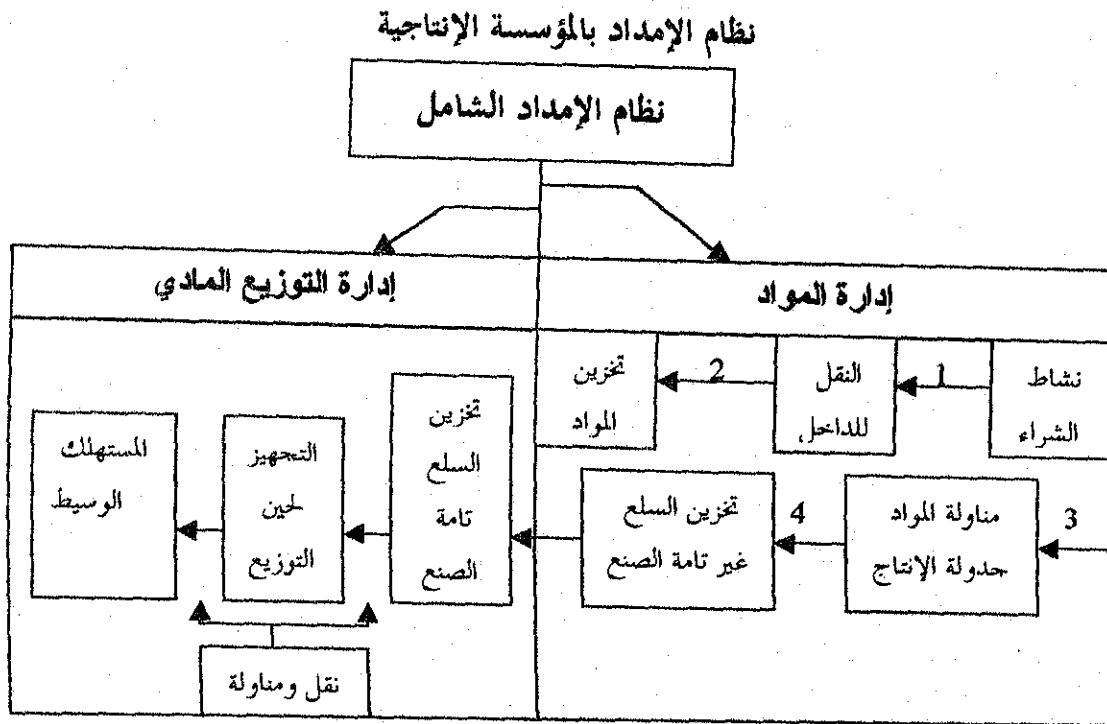 نظام الإمداد بالمؤسسة الإنتاجية
نظام الإمداد الشامل
إدارة المواد
إدارة التوزيع المادي
نشاط
الشراء
1
النقل
للداخل
2
تخزين
المواد
3
مناولة المواد
جدولة الإنتاج
4
تخزين السلع
غير تامة الصنع
تخزين
السلع
تامة
الصنع
التجهيز
لحين
التوزيع
المستهلك
الوسيط
نقل ومناولة